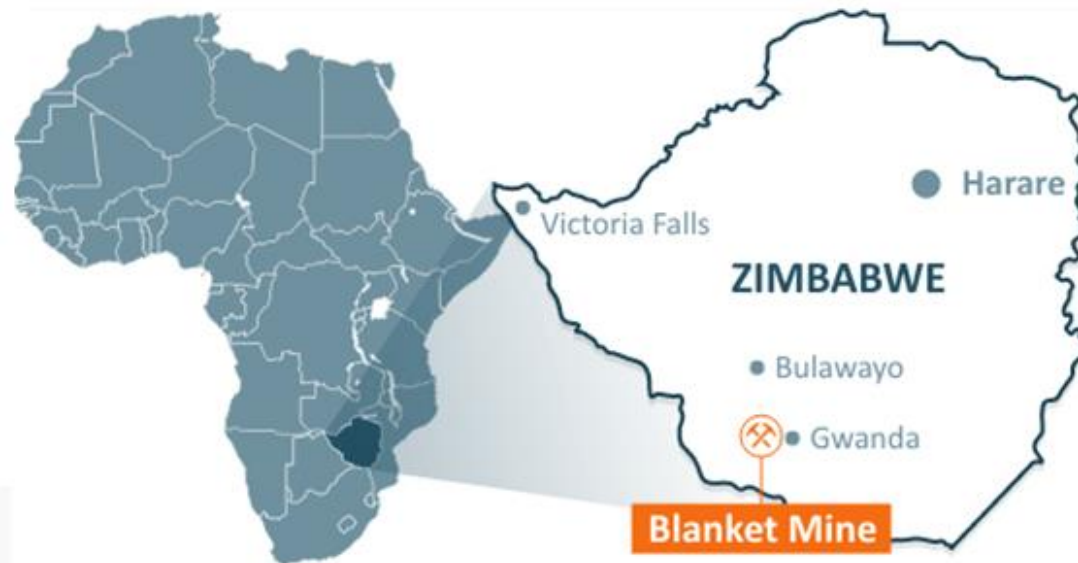 Harare
Victoria Falls
ZIMBABWE
Bulawayo
Gwanda
Blanket Mine